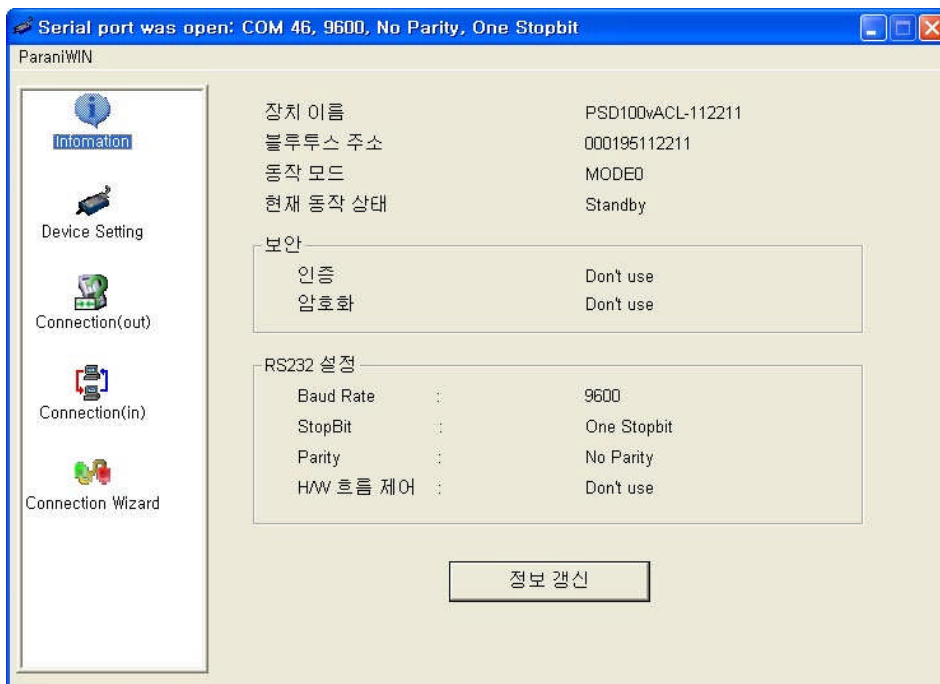 Serial port was open: COM 46, 9600, No Parity, One Stopbit
ParaniWIN
Infomation
Device Setting
Connection(out)
Connection(in)
Connection Wizard
장치 이름 PSD100vACL-112211
블루투스 주소 000195112211
동작 모드 MODE0
현재 동작 상태 Standby
보안
인증 Don't use
암호화 Don't use
RS232 설정
Baud Rate : 9600
StopBit : One Stopbit
Parity : No Parity
H/W 흐름 제어 : Don't use
정보 갱신